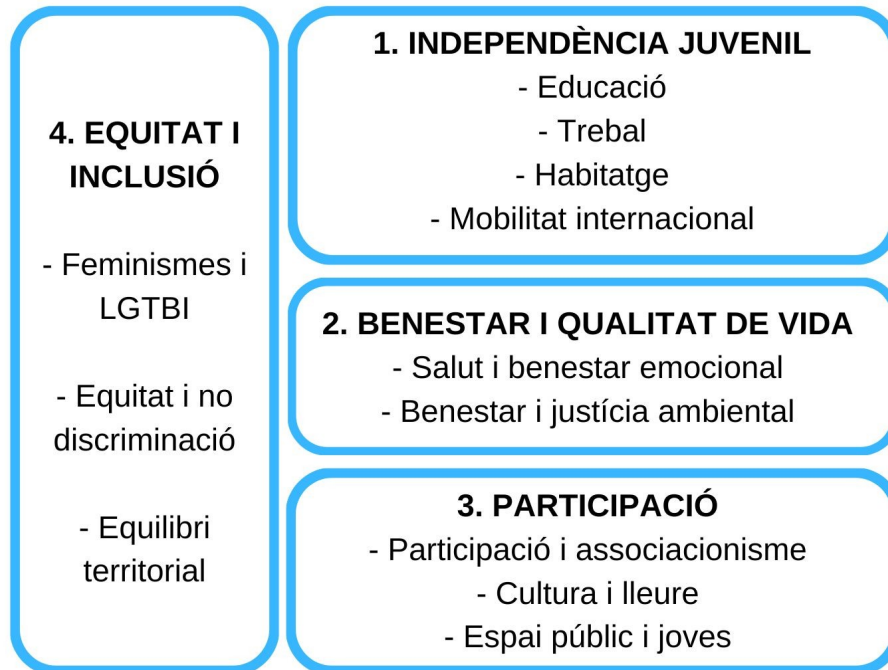 4. EQUITAT I
INCLUSIÓ
- Feminismes i
LGTBI
- Equitat i no
discriminació
- Equilibri
territorial
1. INDEPENDÈNCIA JUVENIL
- Educació
- Trebal
- Habitatge
- Mobilitat internacional
2. BENESTAR I QUALITAT DE VIDA
- Salut i benestar emocional
- Benestar i justícia ambiental
3. PARTICIPACIÓ
- Participació i associacionisme
- Cultura i lleure
- Espai públic i joves